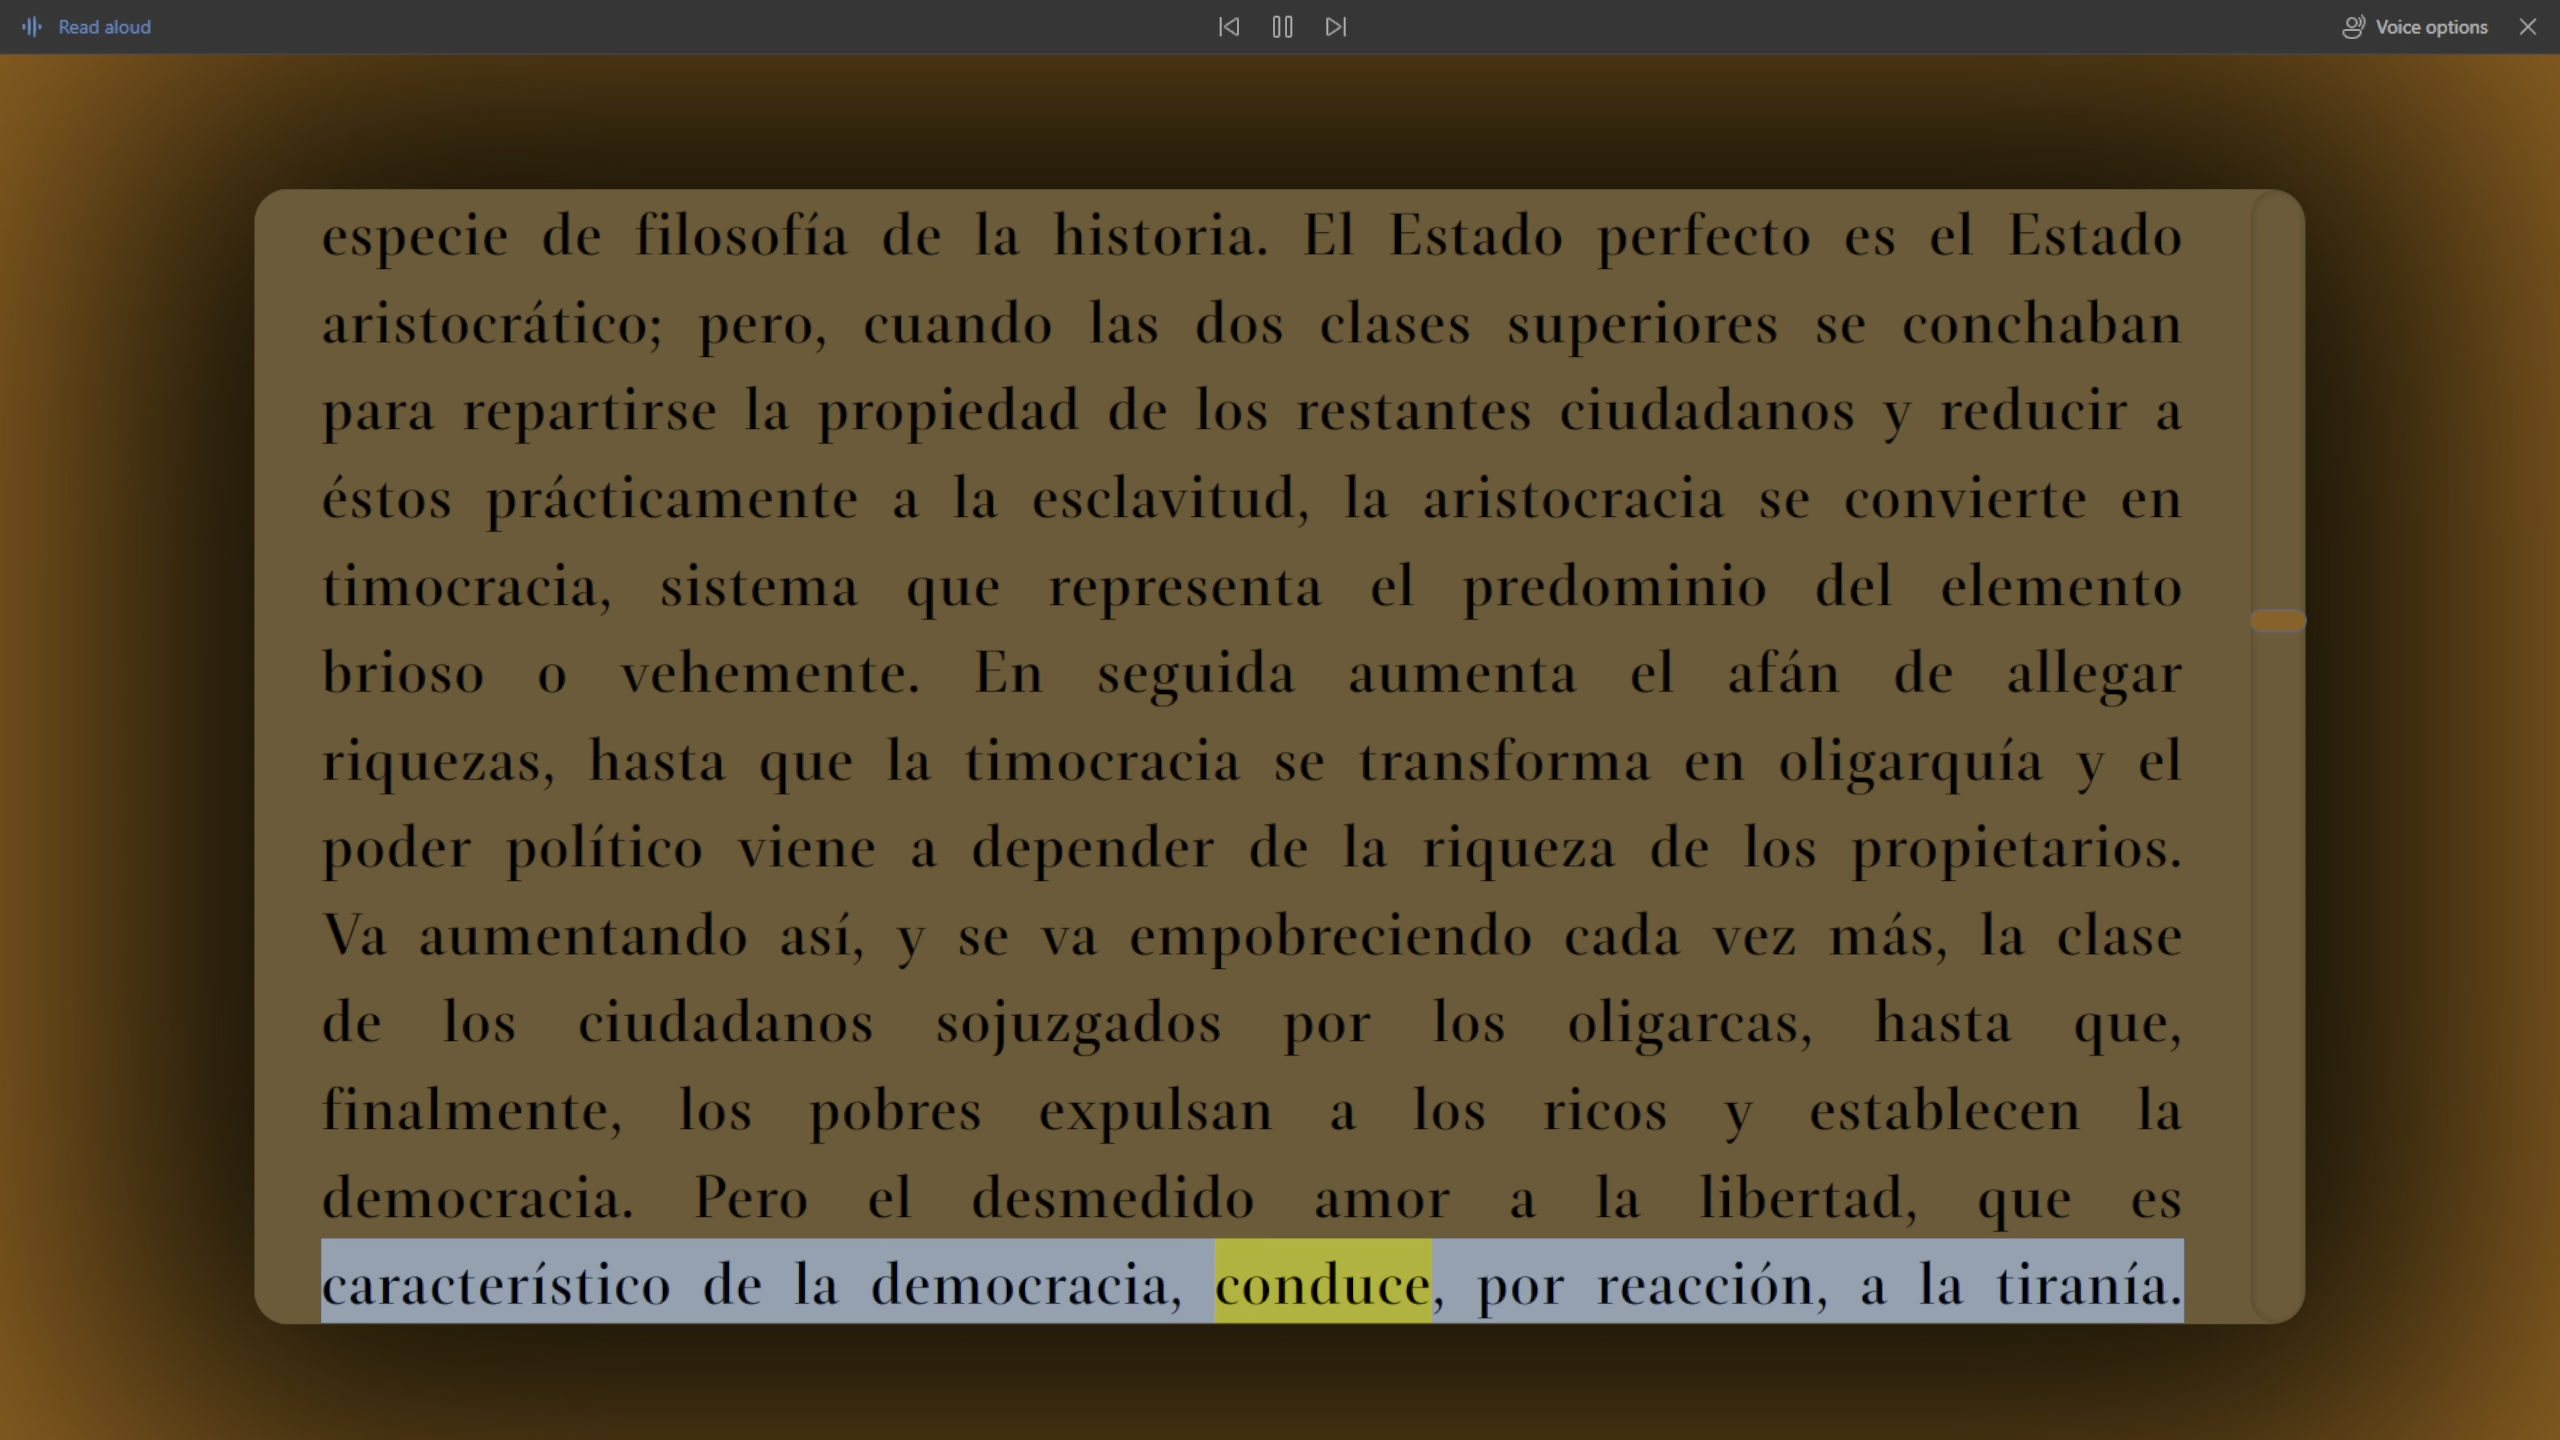 Read aloud
Voice options
especie de filosofía de la historia. El Estado perfecto es el Estado
aristocrático; pero, cuando las dos clases superiores se conchaban
para repartirse la propiedad de los restantes ciudadanos y reducir a
éstos prácticamente a la esclavitud, la aristocracia se convierte en
timocracia, sistema que representa el predominio del elemento
brioso o vehemente. En seguida aumenta el afán de allegar
riquezas, hasta que la timocracia se transforma en oligarquía y el
poder político viene a depender de la riqueza de los propietarios.
Va aumentando así, y se va empobreciendo cada vez más, la clase
de los ciudadanos sojuzgados por los oligarcas, hasta que,
finalmente, los pobres expulsan a los ricos y establecen la
democracia. Pero el desmedido amor a la libertad, que es
característico de la democracia, conduce, por reacción, a la tiranía.